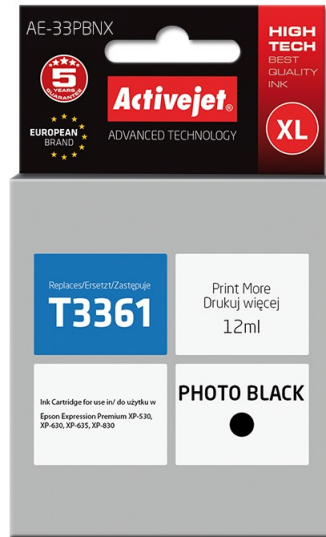 AE-33PBNX
HIGH
TECH
BEST
QUALITY
INK
5
YEARS
GUARANTEE
Activejet®
EUROPEAN
BRAND
ADVANCED TECHNOLOGY
XL
Replaces/Ersetzt/Zastępuje
T3361
Print More
Drukuj więcej
12ml
Ink Cartridge for use in/ do użytku w
Epson Expression Premium XP-530,
XP-630, XP-635, XP-830
PHOTO BLACK